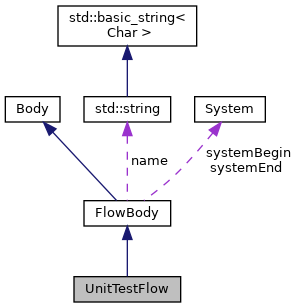 std::basic_string<
Char >
Body
std::string
System
name
systemBegin
systemEnd
FlowBody
UnitTestFlow